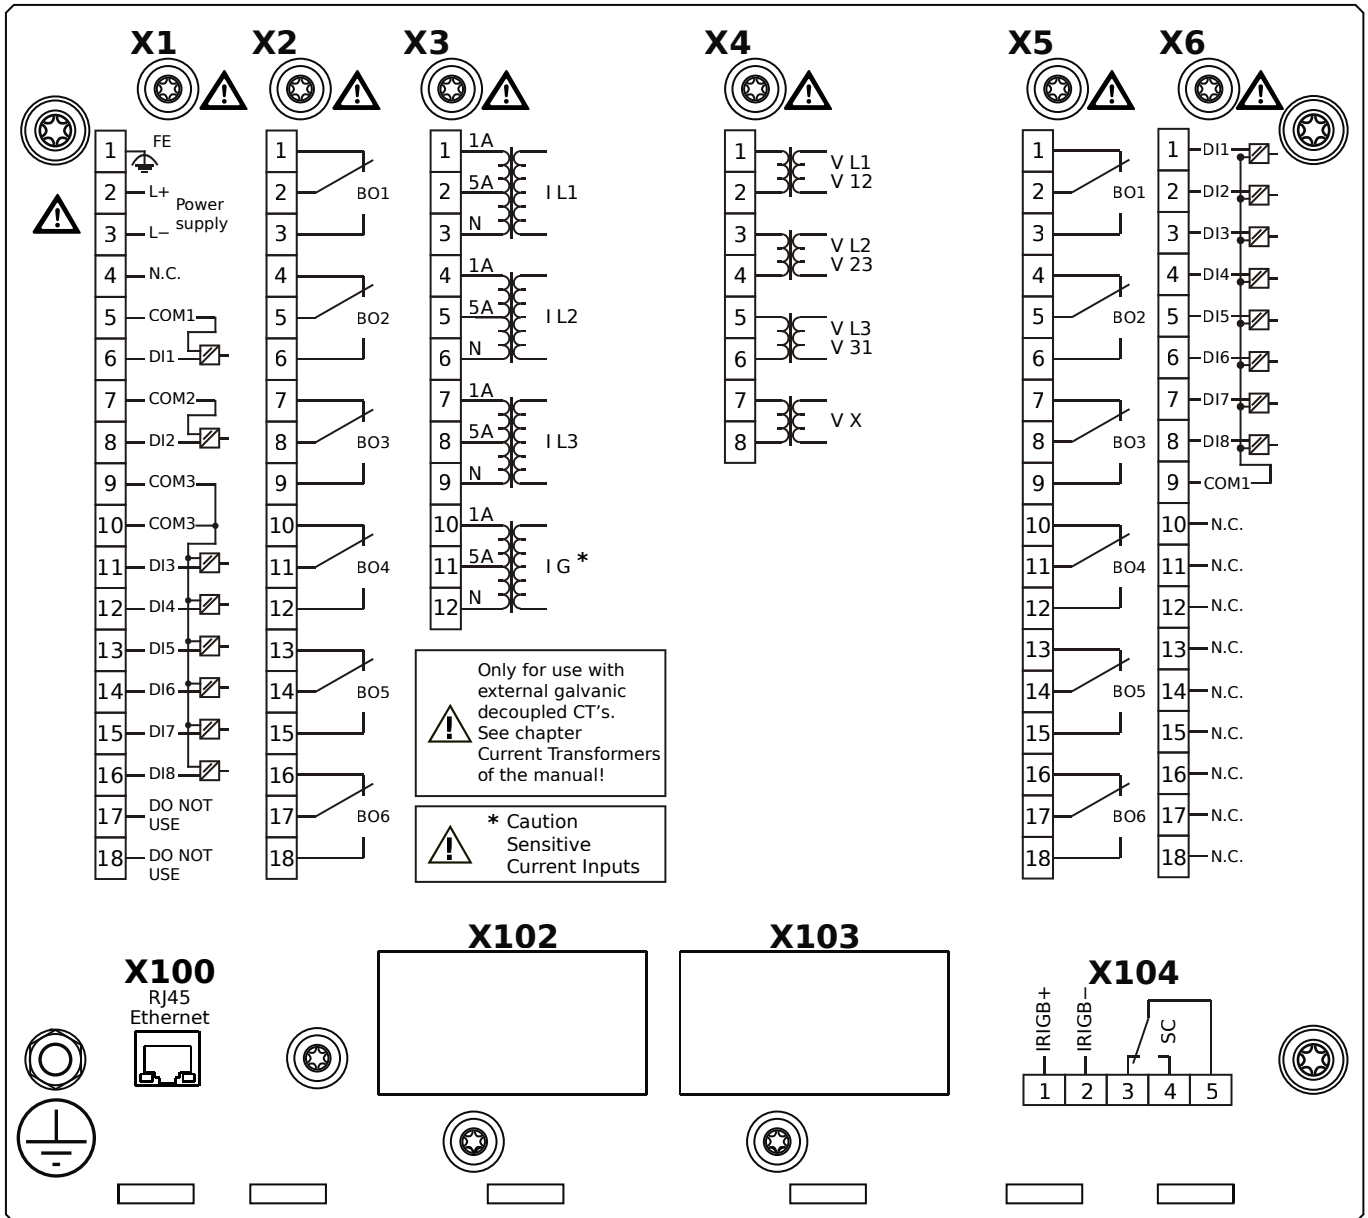 X1 X2 X3 X4 X5 X6
1 FE
2 L+
Power
supply
3 L−
4 N.C.
5 COM1
6 DI1
7 COM2
8 DI2
9 COM3
10 COM3
11 DI3
12 DI4
13 DI5
14 DI6
15 DI7
16 DI8
17 DO NOT
USE
18 DO NOT
USE
1
2 BO1
3
4
5 BO2
6
7
8 BO3
9
10
11 BO4
12
13
14 BO5
15
16
17 BO6
18
1 1A
2 5A I L1
3 N
4 1A
5 5A I L2
6 N
7 1A
8 5A I L3
9 N
10 1A
11 5A I G *
12 N
Only for use with
external galvanic
decoupled CT's.
See chapter
Current Transformers
of the manual!
* Caution
Sensitive
Current Inputs
1 V L1
2 V 12
3 V L2
4 V 23
5 V L3
6 V 31
7 V X
8
1
2 BO1
3
4
5 BO2
6
7
8 BO3
9
10
11 BO4
12
13
14 BO5
15
16
17 BO6
18
1 DI1
2 DI2
3 DI3
4 DI4
5 DI5
6 DI6
7 DI7
8 DI8
9 COM1
10 N.C.
11 N.C.
12 N.C.
13 N.C.
14 N.C.
15 N.C.
16 N.C.
17 N.C.
18 N.C.
X100
RJ45
Ethernet
X102
X103
X104
IRIGB+
IRIGB−
SC
1 2 3 4 5